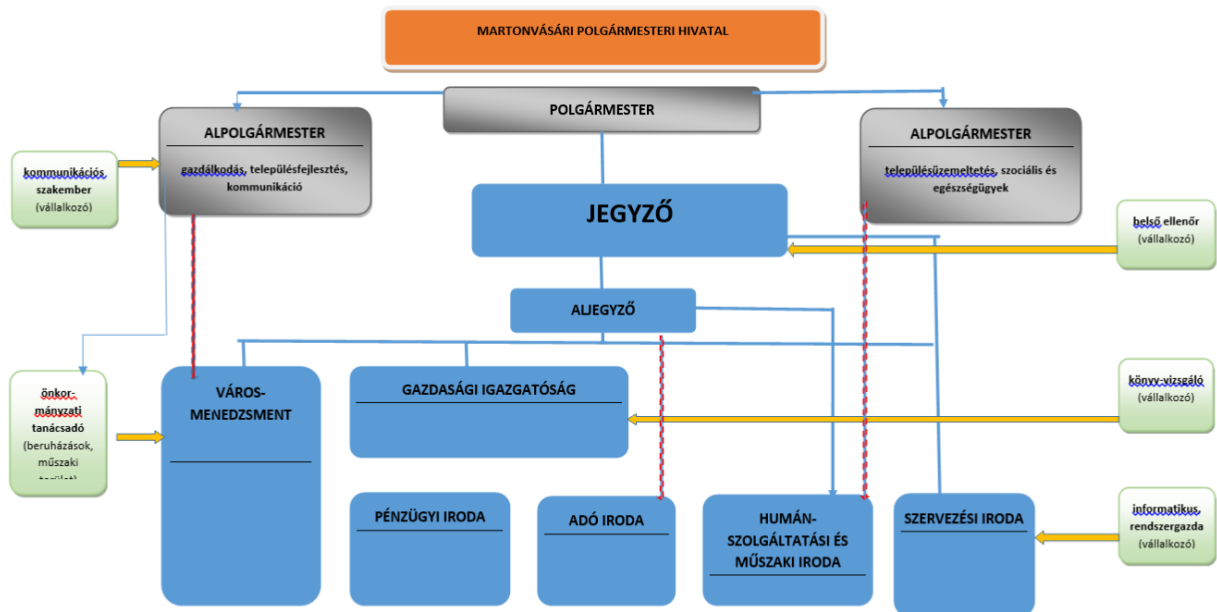 MARTONVÁSÁRI POLGÁRMESTERI HIVATAL
POLGÁRMESTER
ALPOLGÁRMESTER
gazdálkodás, településfejlesztés,
kommunikáció
ALPOLGÁRMESTER
településüzemeltetés, szociális és
egészségügyek
kommunikációs
szakember
(vállalkozó)
JEGYZŐ
belső ellenőr
(vállalkozó)
ALJEGYZŐ
önkor-
mányzati
tanácsadó
(beruházások,
műszaki
terület)
VÁROS-
MENEDZSMENT
GAZDASÁGI IGAZGATÓSÁG
könyv-vizsgáló
(vállalkozó)
PÉNZÜGYI IRODA
ADÓ IRODA
HUMÁN-
SZOLGÁLTATÁSI ÉS
MŰSZAKI IRODA
SZERVEZÉSI IRODA
informatikus,
rendszergazda
(vállalkozó)